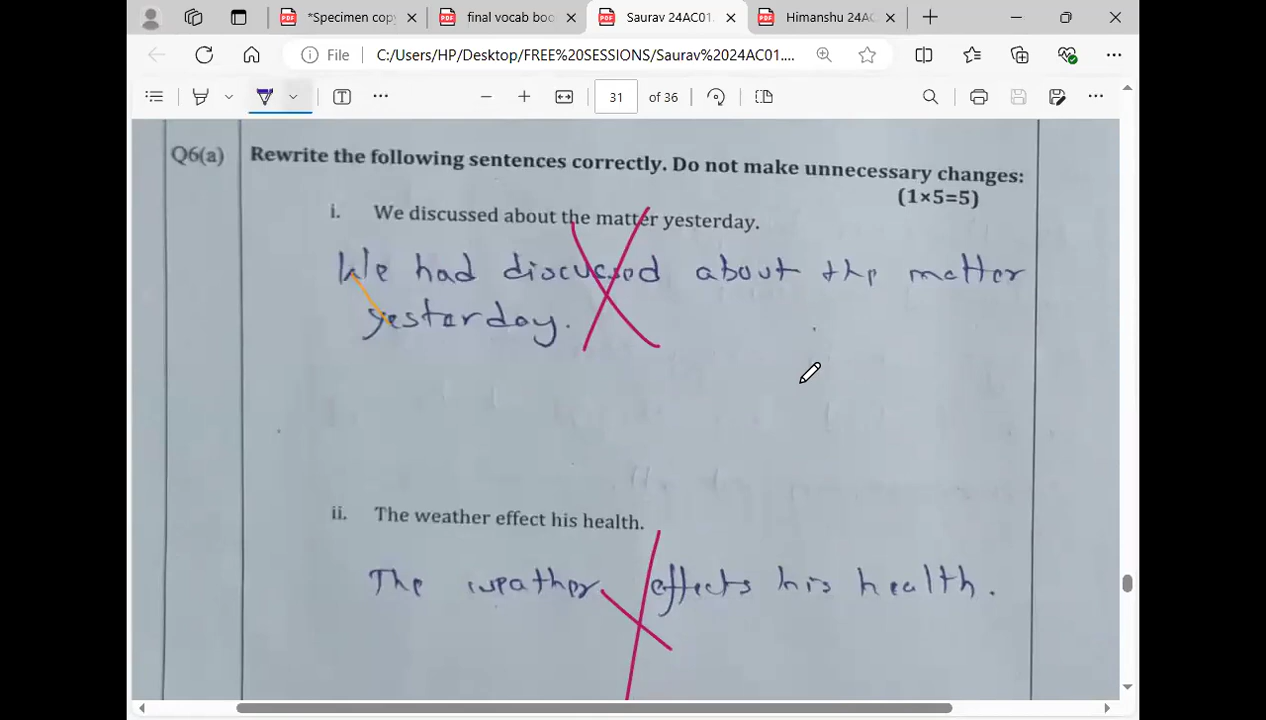 *Specimen cop
final vocab boo
Saurav 24AC01.
Himanshu 24A
File
C:/Users/HP/Desktop/FREE%20SESSIONS/Saurav%2024AC01....
31 of 36
Q6(a) Rewrite the following sentences correctly. Do not make unnecessary changes:
(1×5=5)
i. We discussed about the matter yesterday.
We had discucsed about the matter
yesterday.
ii. The weather effect his health.
The weather effects his health.